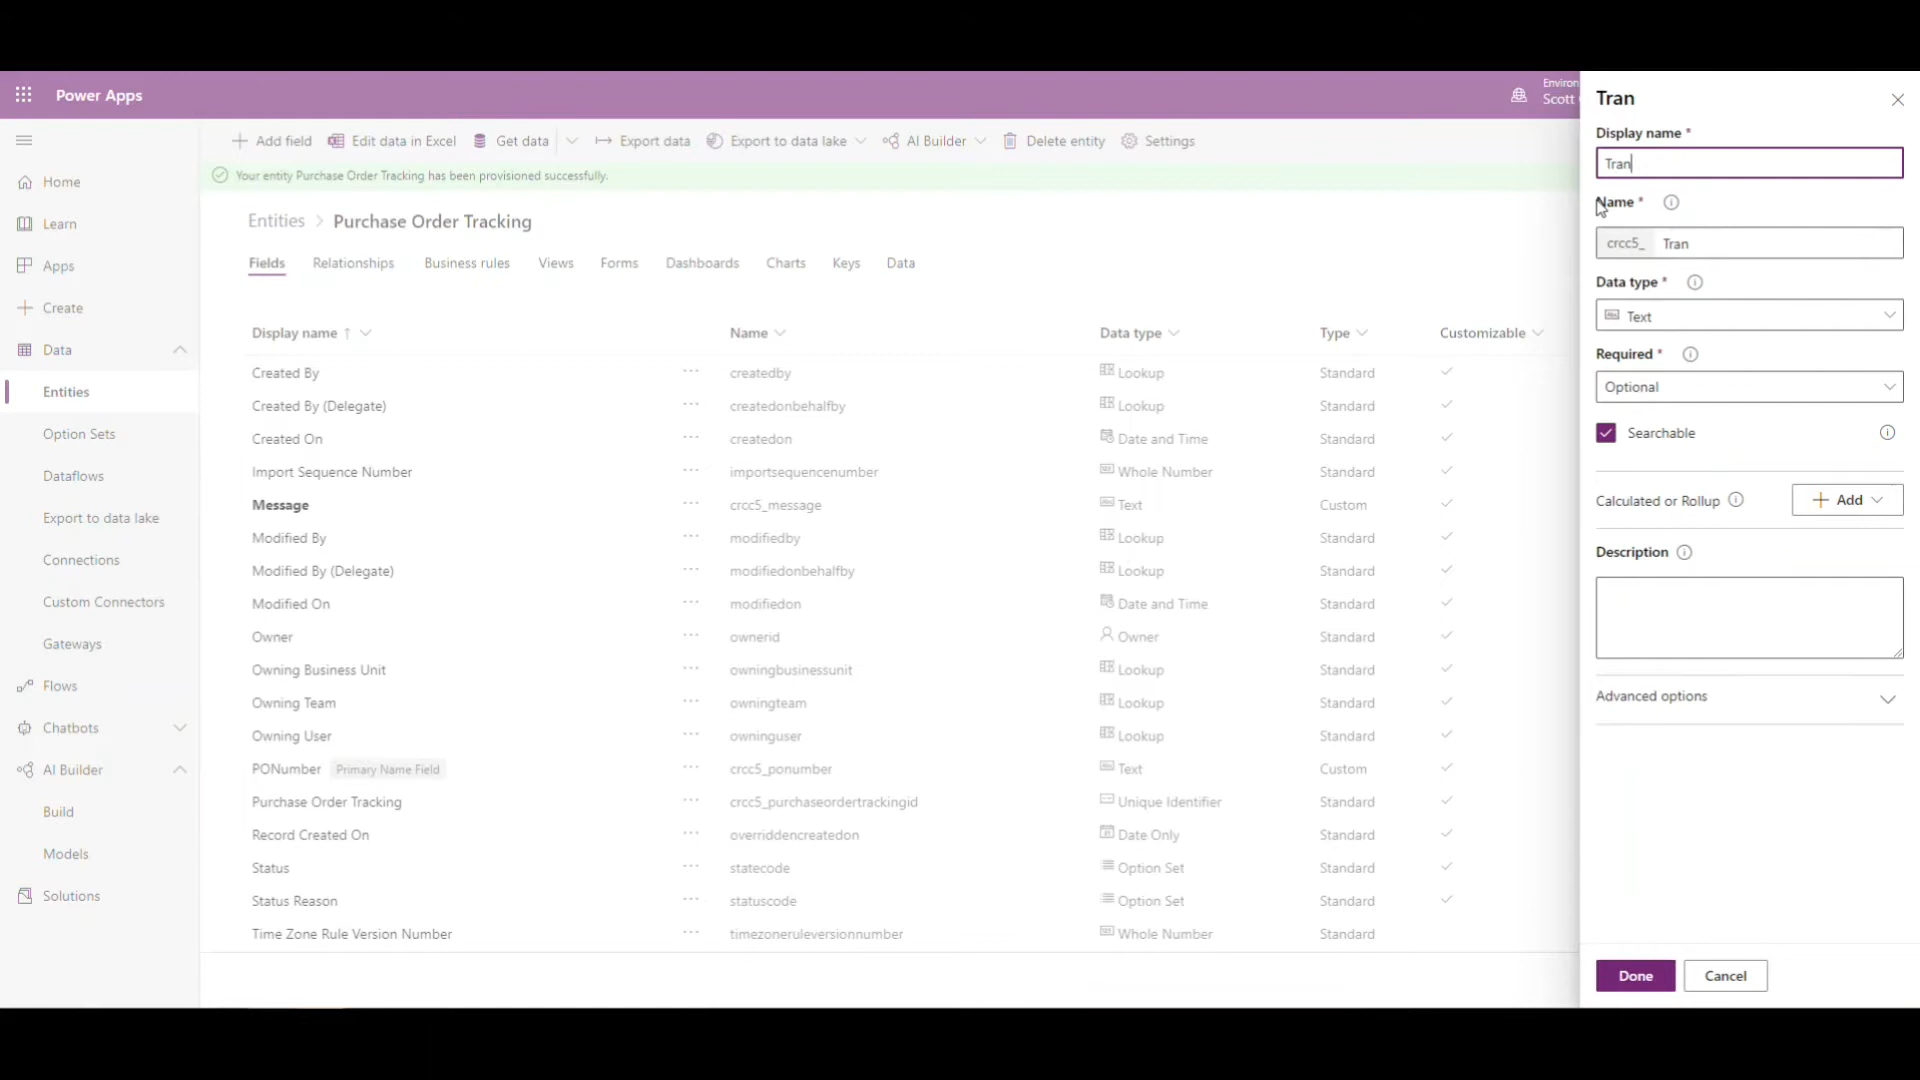 Power Apps
Environ
Scott
Add field
Edit data in Excel
Get data
Export data
Export to data lake
AI Builder
Delete entity
Settings
Your entity Purchase Order Tracking has been provisioned successfully.
Home
Learn
Apps
Create
Data
Entities
Option Sets
Dataflows
Export to data lake
Connections
Custom Connectors
Gateways
Flows
Chatbots
AI Builder
Build
Models
Solutions
Entities > Purchase Order Tracking
Fields Relationships Business rules Views Forms Dashboards Charts Keys Data
Display name ↑ Name Data type Type Customizable
Created By ··· createdby Lookup Standard
Created By (Delegate) ··· createdonbehalfby Lookup Standard
Created On ··· createdon Date and Time Standard
Import Sequence Number ··· importsequencenumber Whole Number Standard
Message ··· crcc5_message Text Custom
Modified By ··· modifiedby Lookup Standard
Modified By (Delegate) ··· modifiedonbehalfby Lookup Standard
Modified On ··· modifiedon Date and Time Standard
Owner ··· ownerid Owner Standard
Owning Business Unit ··· owningbusinessunit Lookup Standard
Owning Team ··· owningteam Lookup Standard
Owning User ··· owninguser Lookup Standard
PONumber Primary Name Field ··· crcc5_ponumber Text Custom
Purchase Order Tracking ··· crcc5_purchaseordertrackingid Unique Identifier Standard
Record Created On ··· overriddencreatedon Date Only Standard
Status ··· statecode Option Set Standard
Status Reason ··· statuscode Option Set Standard
Time Zone Rule Version Number ··· timezoneruleversionnumber Whole Number Standard
Tran
Display name *
Tran
Name *
crcc5_ Tran
Data type *
Text
Required *
Optional
Searchable
Calculated or Rollup
Add
Description
Advanced options
Done
Cancel